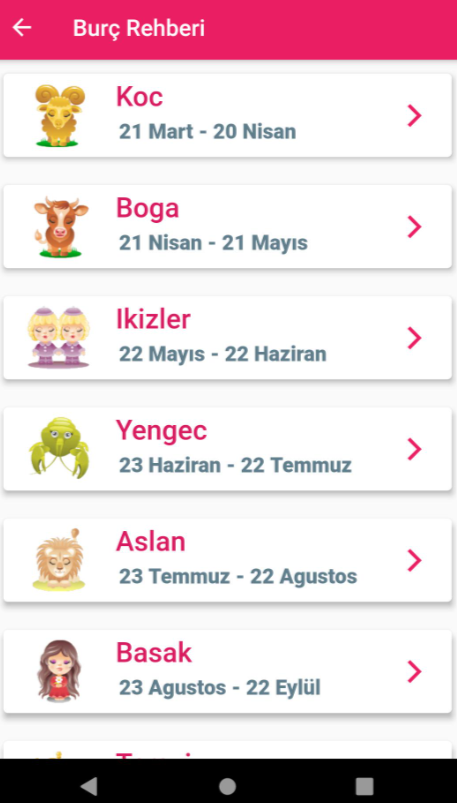 Burç Rehberi
Koc
21 Mart - 20 Nisan
Boga
21 Nisan - 21 Mayıs
Ikizler
22 Mayıs - 22 Haziran
Yengec
23 Haziran - 22 Temmuz
Aslan
23 Temmuz - 22 Agustos
Basak
23 Agustos - 22 Eylül